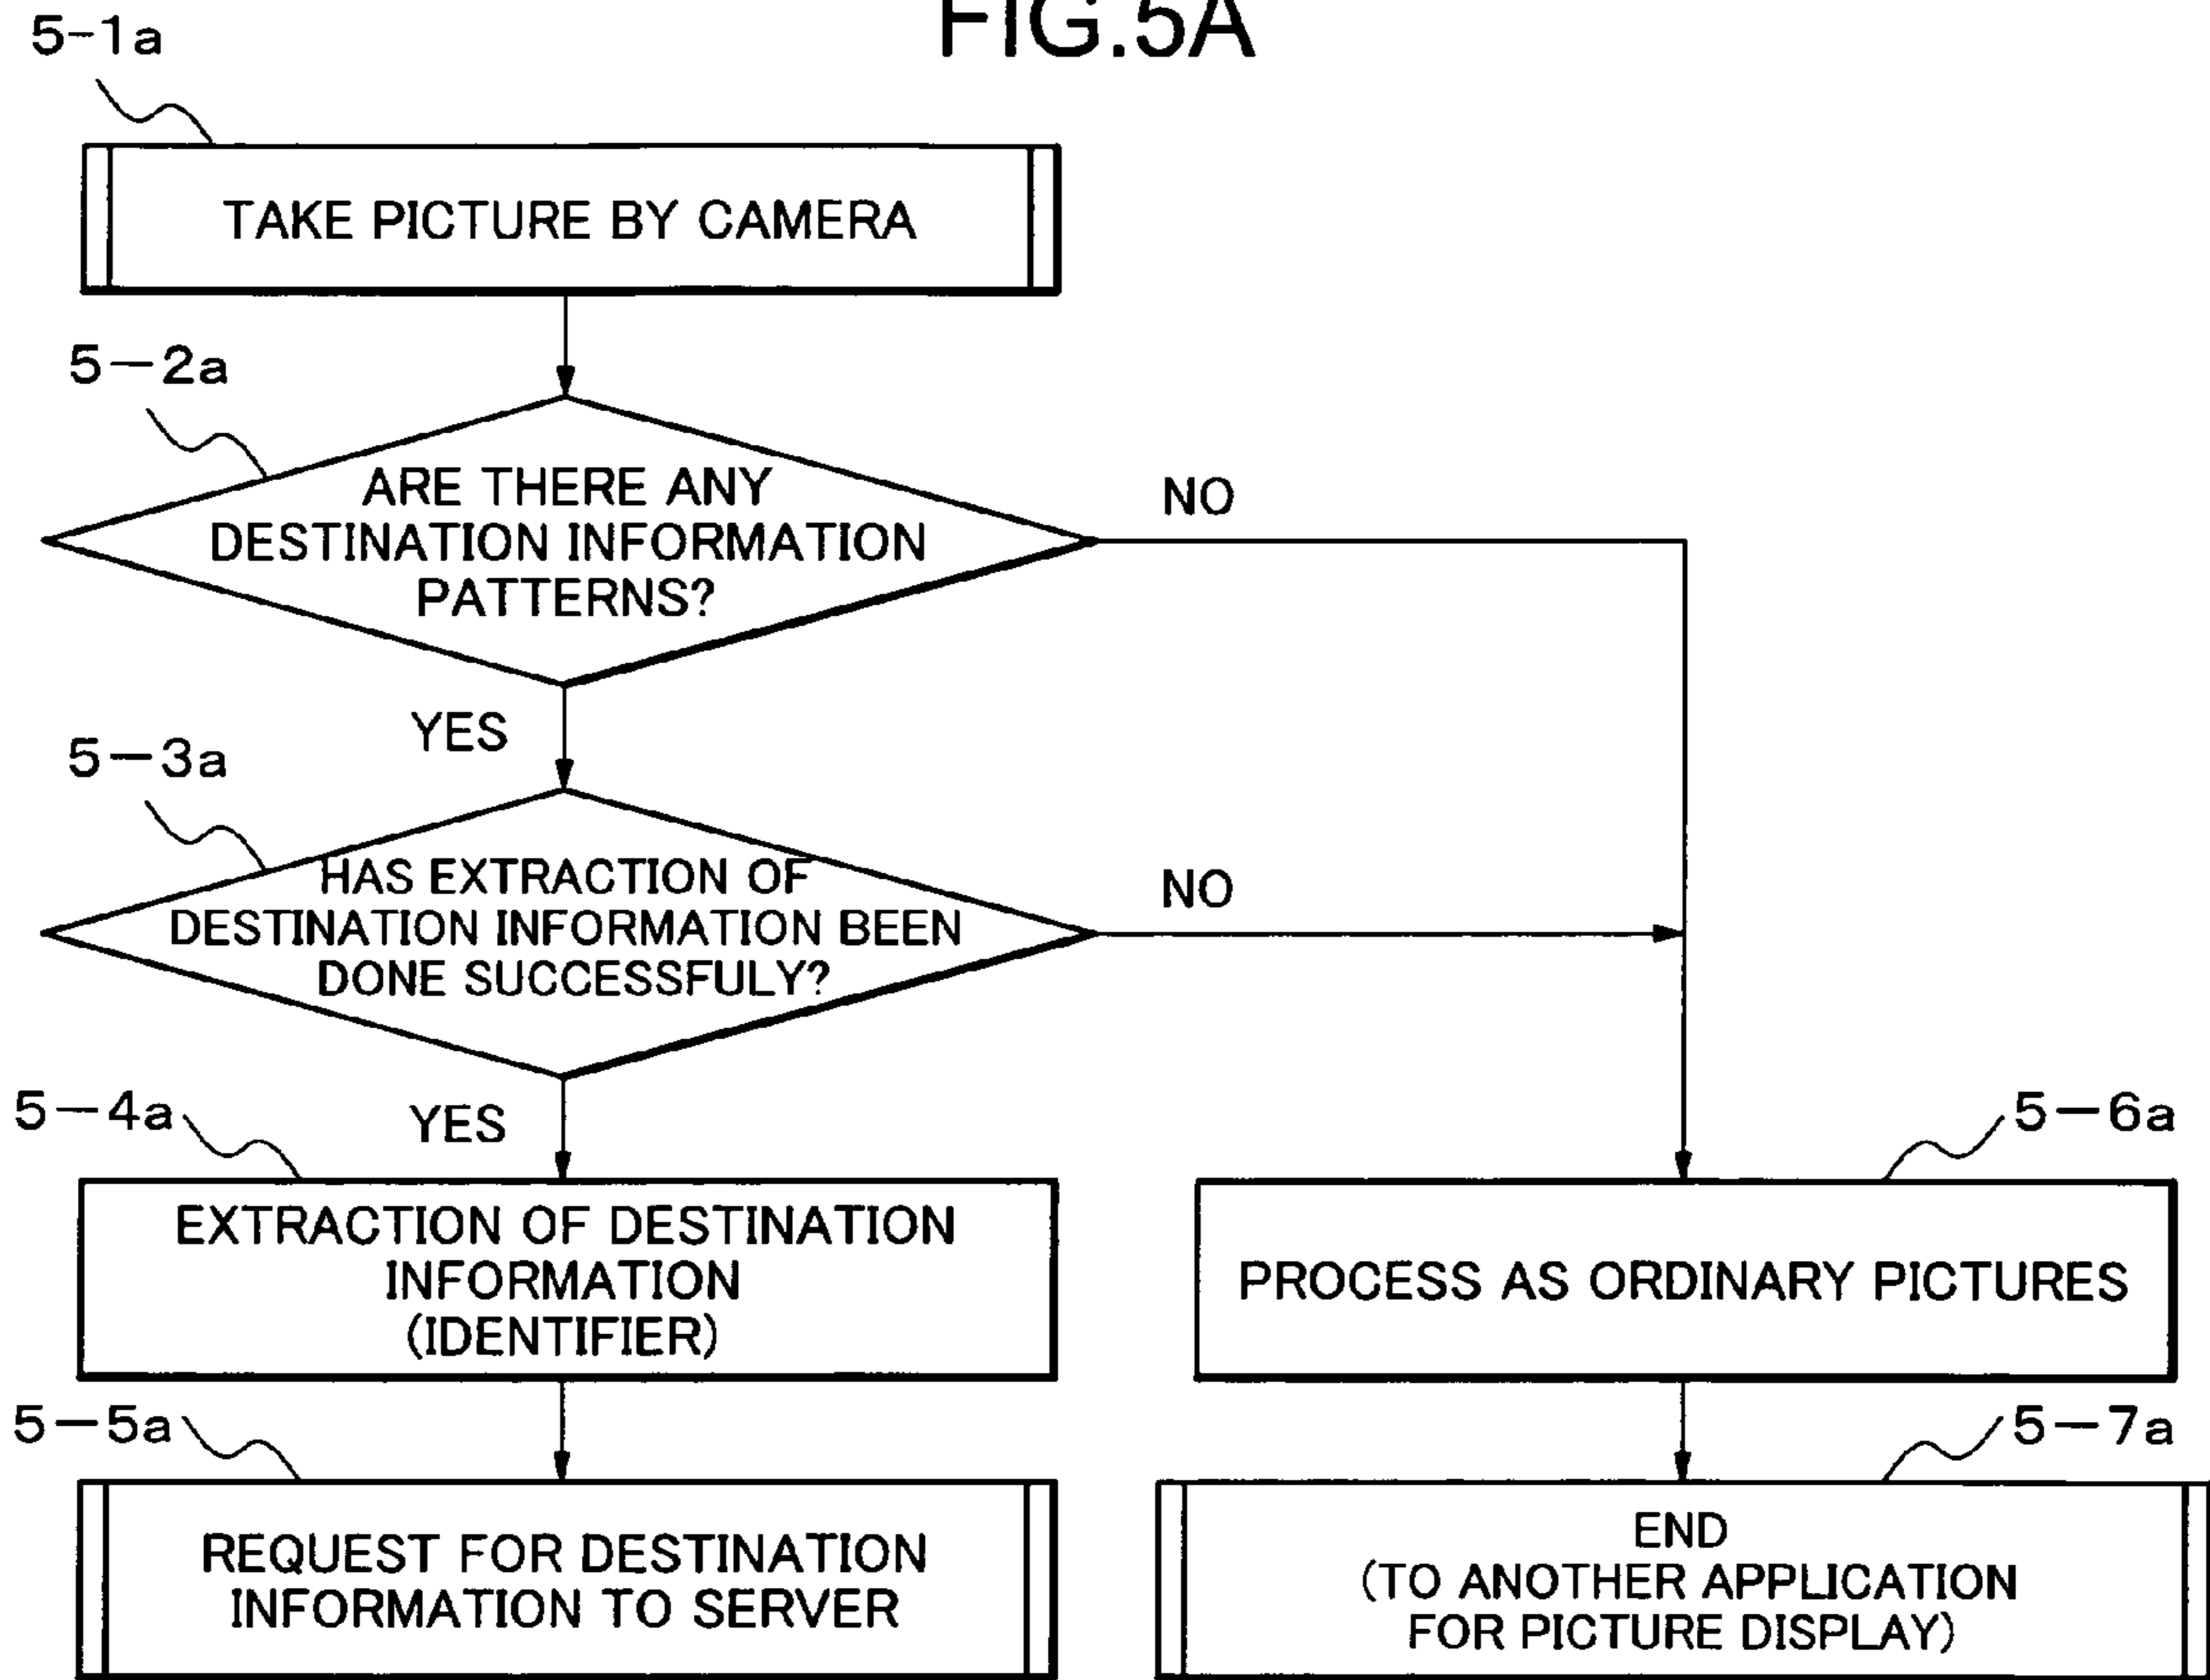 FIG.5A
5-1a
TAKE PICTURE BY CAMERA
5-2a
ARE THERE ANY
DESTINATION INFORMATION
PATTERNS?
NO
YES
5-3a
HAS EXTRACTION OF
DESTINATION INFORMATION BEEN
DONE SUCCESSFULY?
NO
YES
5-4a
EXTRACTION OF DESTINATION
INFORMATION
(IDENTIFIER)
5-6a
PROCESS AS ORDINARY PICTURES
5-5a
REQUEST FOR DESTINATION
INFORMATION TO SERVER
5-7a
END
(TO ANOTHER APPLICATION
FOR PICTURE DISPLAY)